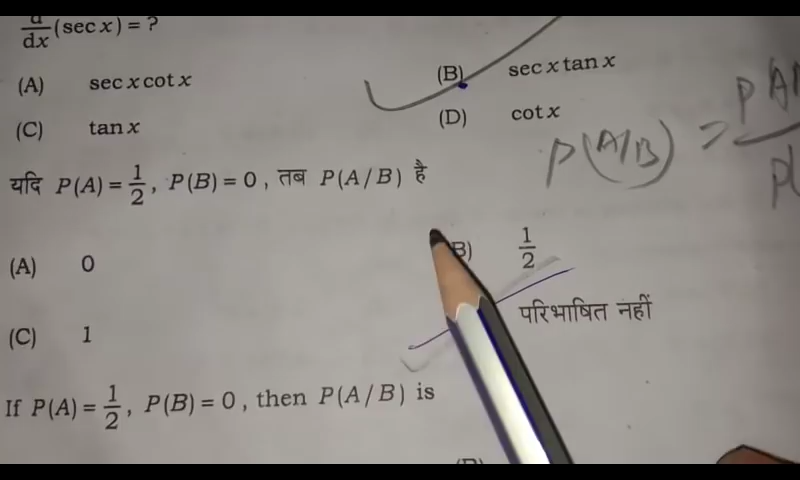 d/dx (sec x) = ?
(A) sec x cot x (B) sec x tan x
(C) tan x (D) cot x
P(A/B) =
यदि P(A) = 1/2, P(B) = 0, तब P(A/B) है
(A) 0 B) 1/2
(C) 1 परिभाषित नहीं
If P(A) = 1/2, P(B) = 0, then P(A/B) is